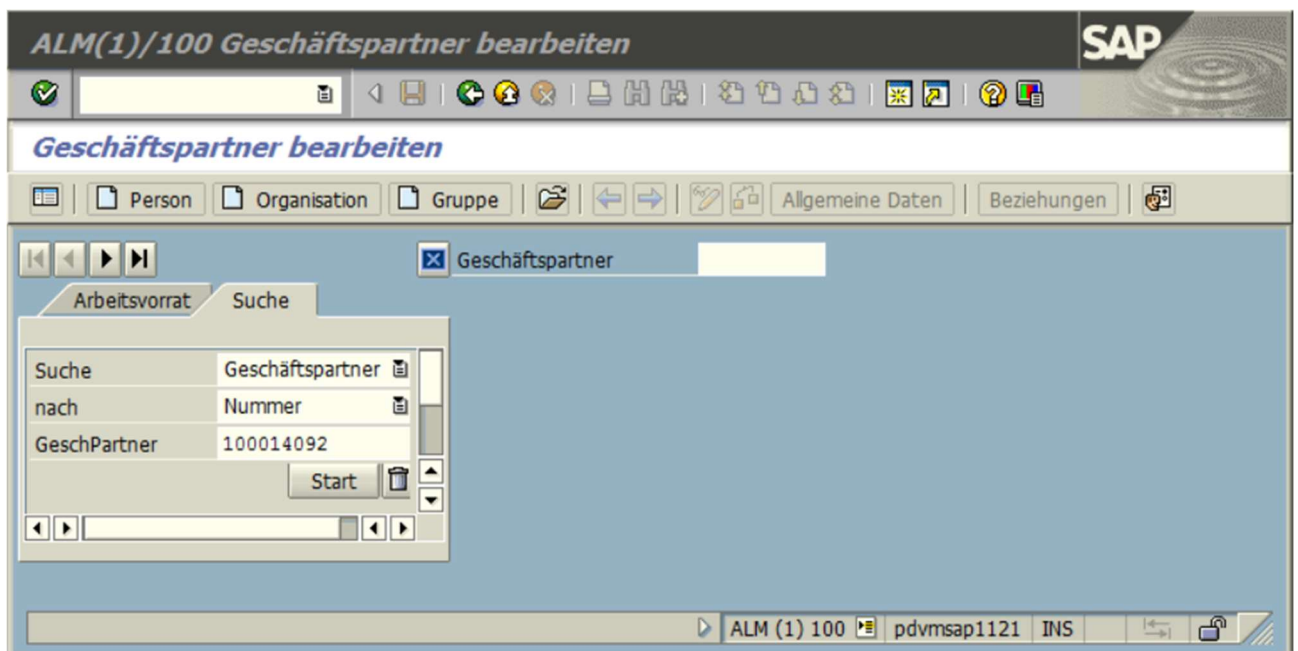 ALM(1)/100 Geschäftspartner bearbeiten SAP
Geschäftspartner bearbeiten
Person Organisation Gruppe Allgemeine Daten Beziehungen
Geschäftspartner
Arbeitsvorrat Suche
Suche Geschäftspartner
nach Nummer
GeschPartner 100014092
Start
ALM (1) 100 pdvmsap1121 INS